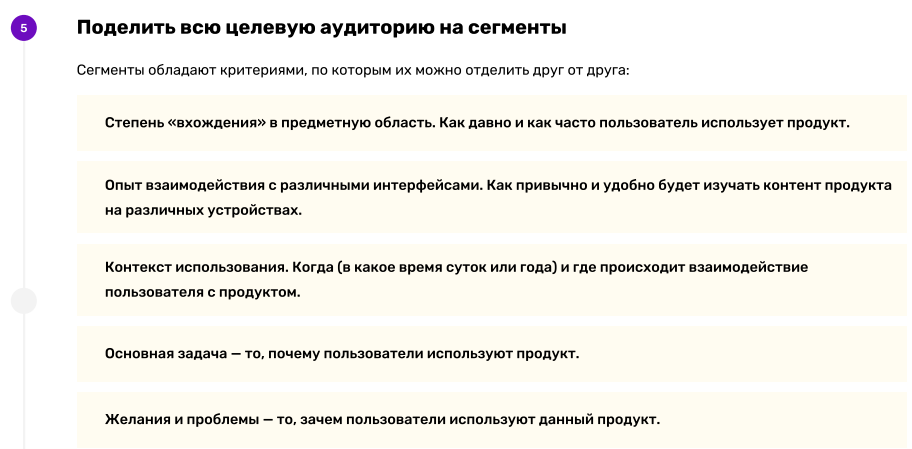 5
Поделить всю целевую аудиторию на сегменты
Сегменты обладают критериями, по которым их можно отделить друг от друга:
Степень «вхождения» в предметную область. Как давно и как часто пользователь использует продукт.
Опыт взаимодействия с различными интерфейсами. Как привычно и удобно будет изучать контент продукта
на различных устройствах.
Контекст использования. Когда (в какое время суток или года) и где происходит взаимодействие
пользователя с продуктом.
Основная задача — то, почему пользователи используют продукт.
Желания и проблемы — то, зачем пользователи используют данный продукт.